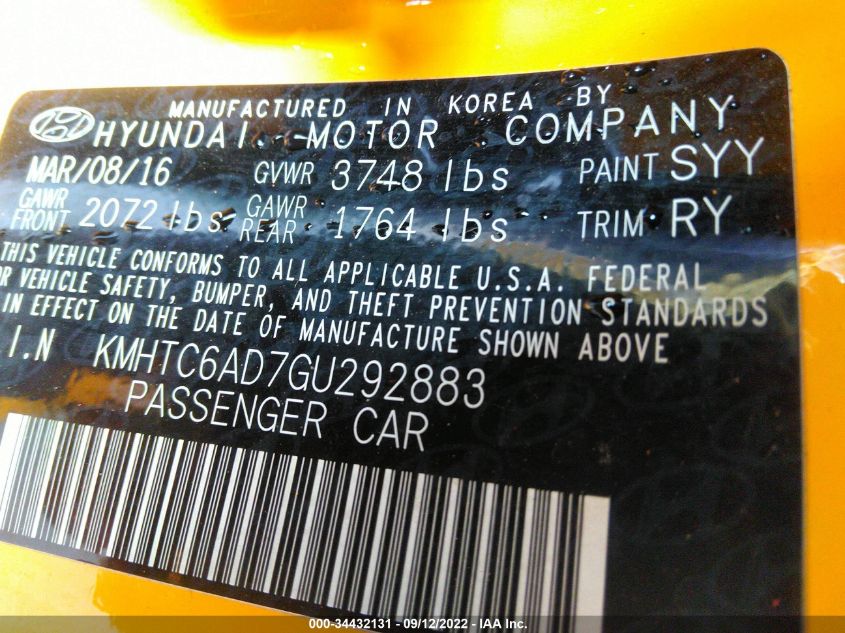 MANUFACTURED IN KOREA BY
HYUNDAI MOTOR COMPANY
MAR/08/16 GVWR 3748 lbs PAINT SYY
GAWR FRONT 2072 lbs GAWR REAR 1764 lbs TRIM RY
THIS VEHICLE CONFORMS TO ALL APPLICABLE U.S.A. FEDERAL
OR VEHICLE SAFETY, BUMPER, AND THEFT PREVENTION STANDARDS
IN EFFECT ON THE DATE OF MANUFACTURE SHOWN ABOVE
I.N KMHTC6AD7GU292883
PASSENGER CAR
000-34432131 - 09/12/2022 - IAA Inc.